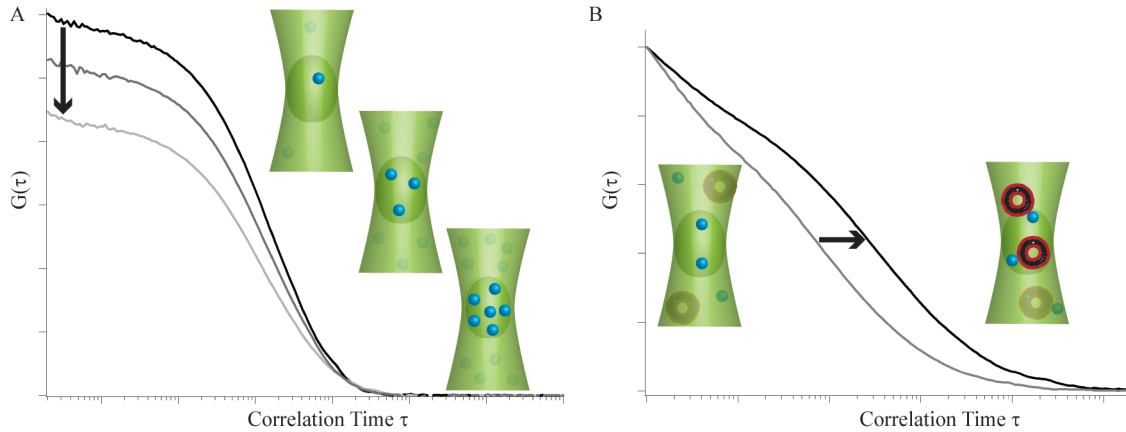 A
G(τ)
Correlation Time τ
B
G(τ)
Correlation Time τ